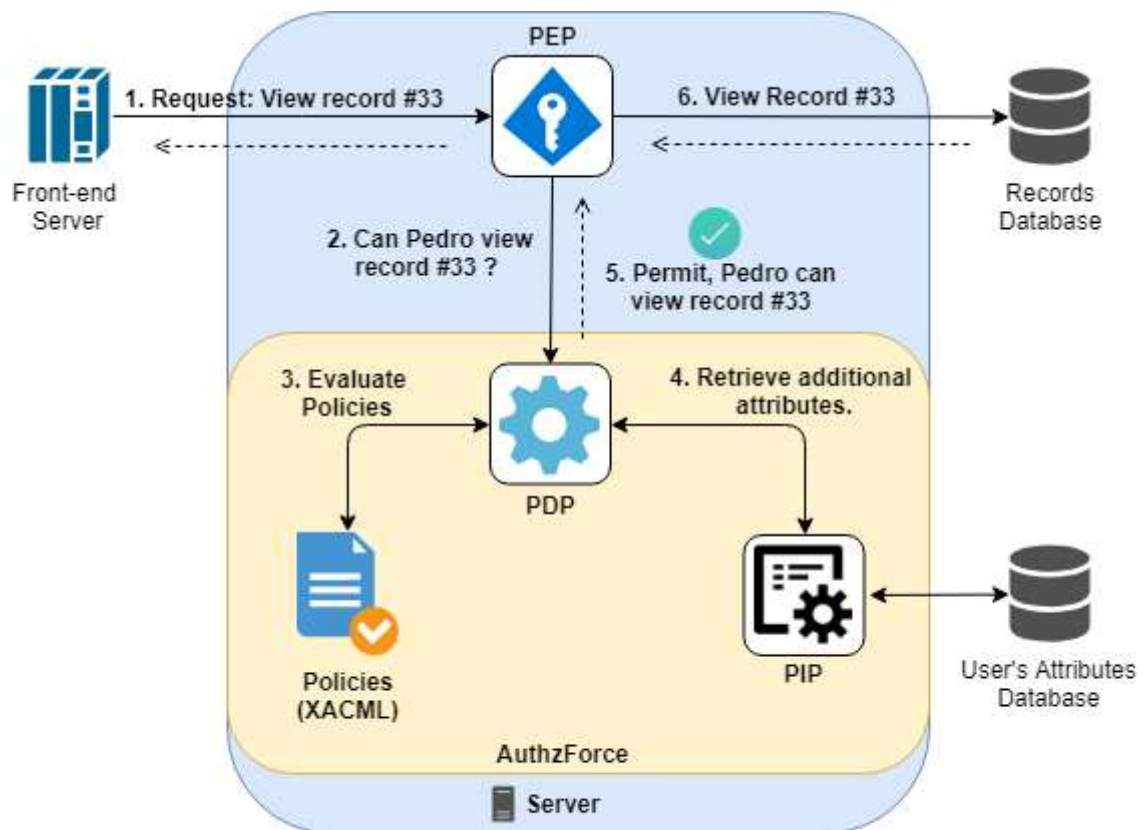 PEP
1. Request: View record #33
6. View Record #33
Front-end
Server
Records
Database
2. Can Pedro view
record #33 ?
5. Permit, Pedro can
view record #33
3. Evaluate
Policies
4. Retrieve additional
attributes.
PDP
Policies
(XACML)
PIP
User's Attributes
Database
AuthzForce
Server